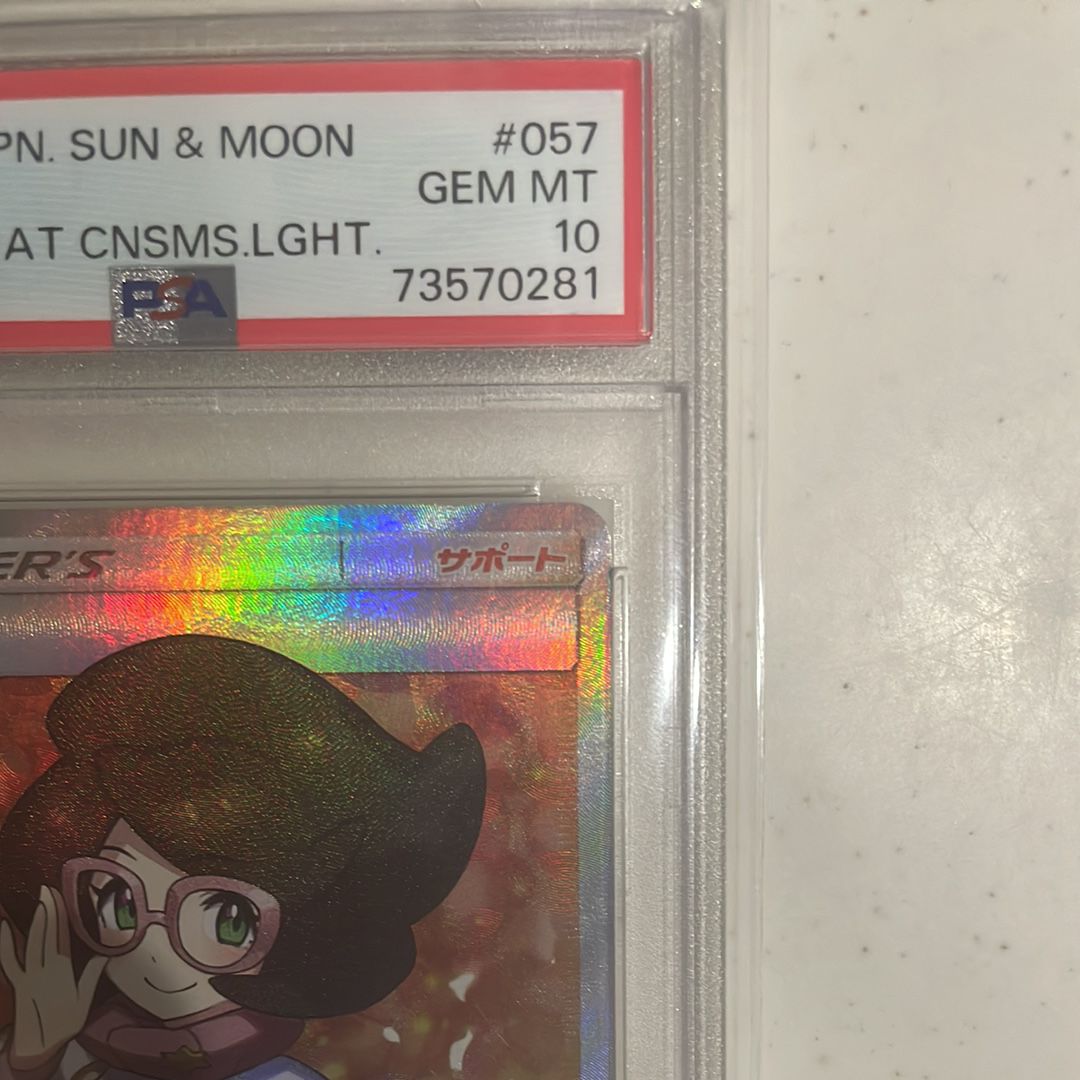 PN. SUN & MOON #057
GEM MT
AT CNSMS.LGHT. 10
PSA 73570281
ER'S サポート